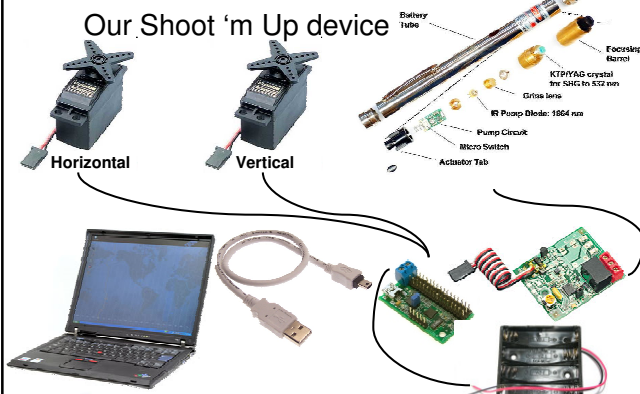 Our Shoot ‘m Up device
Battery
Tube
Focusing
Barrel
KTP/YAG crystal
for SHG to 532 nm
Grins lens
IR Pump Diode: 1064 nm
Pump Circuit
Micro Switch
Actuator Tab
Horizontal
Vertical